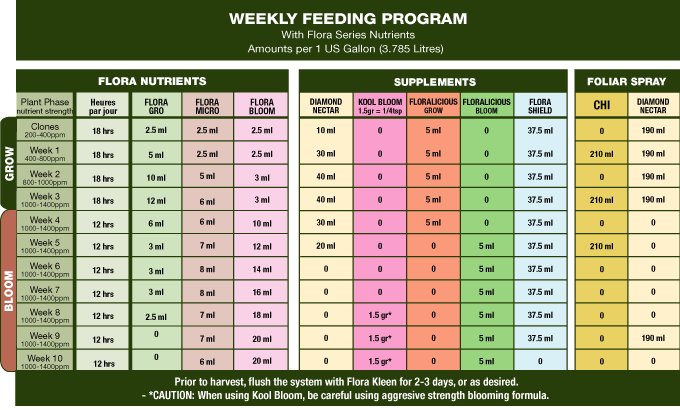 WEEKLY FEEDING PROGRAM
With Flora Series Nutrients
Amounts per 1 US Gallon (3.785 Litres)
FLORA NUTRIENTS SUPPLEMENTS FOLIAR SPRAY
Plant Phase nutrient strength Heures par jour FLORA GRO FLORA MICRO FLORA BLOOM DIAMOND NECTAR KOOL BLOOM 1.5gr = 1/4tsp FLORALICIOUS GROW FLORALICIOUS BLOOM FLORA SHIELD CHI DIAMOND NECTAR
GROW
Clones 200-400ppm 18 hrs 2.5 ml 2.5 ml 2.5 ml 10 ml 0 5 ml 0 37.5 ml 0 190 ml
Week 1 400-800ppm 18 hrs 5 ml 2.5 ml 2.5 ml 30 ml 0 5 ml 0 37.5 ml 210 ml 190 ml
Week 2 800-1000ppm 18 hrs 10 ml 5 ml 3 ml 40 ml 0 5 ml 0 37.5 ml 0 190 ml
Week 3 1000-1400ppm 18 hrs 12 ml 6 ml 3 ml 40 ml 0 5 ml 0 37.5 ml 210 ml 190 ml
BLOOM
Week 4 1000-1400ppm 12 hrs 6 ml 6 ml 10 ml 30 ml 0 5 ml 0 37.5 ml 0 0
Week 5 1000-1400ppm 12 hrs 3 ml 7 ml 12 ml 20 ml 0 0 5 ml 37.5 ml 210 ml 0
Week 6 1000-1400ppm 12 hrs 3 ml 8 ml 14 ml 0 0 0 5 ml 37.5 ml 0 0
Week 7 1000-1400ppm 12 hrs 3 ml 8 ml 16 ml 0 0 0 5 ml 37.5 ml 0 0
Week 8 1000-1400ppm 12 hrs 2.5 ml 7 ml 18 ml 0 1.5 gr* 0 5 ml 37.5 ml 0 0
Week 9 1000-1400ppm 12 hrs 0 7 ml 20 ml 0 1.5 gr* 0 5 ml 37.5 ml 0 190 ml
Week 10 1000-1400ppm 12 hrs 0 6 ml 20 ml 0 1.5 gr* 0 5 ml 0 0 0
Prior to harvest, flush the system with Flora Kleen for 2-3 days, or as desired.
- *CAUTION: When using Kool Bloom, be careful using aggresive strength blooming formula.